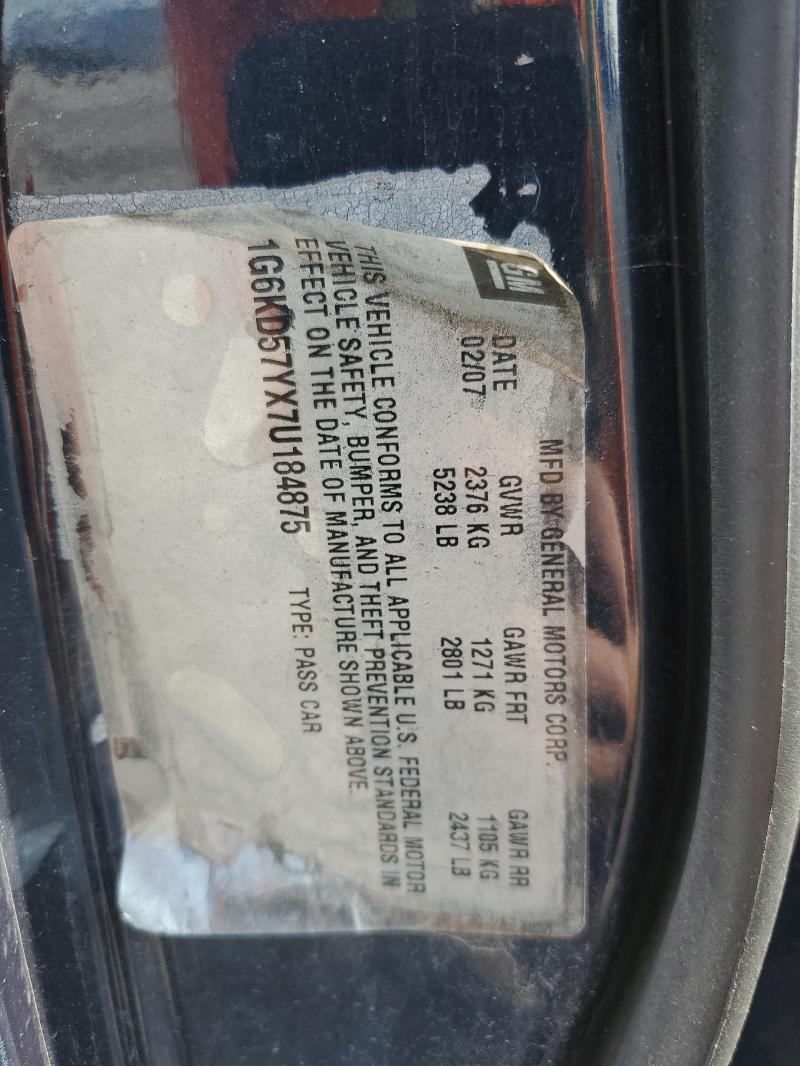 GM
MFD BY GENERAL MOTORS CORP.
DATE GVWR GAWR FRT GAWR RR
02/07 2376 KG 1271 KG 1105 KG
5238 LB 2801 LB 2437 LB
THIS VEHICLE CONFORMS TO ALL APPLICABLE U.S. FEDERAL MOTOR
VEHICLE SAFETY, BUMPER, AND THEFT PREVENTION STANDARDS IN
EFFECT ON THE DATE OF MANUFACTURE SHOWN ABOVE.
1G6KD57YX7U184875 TYPE: PASS CAR